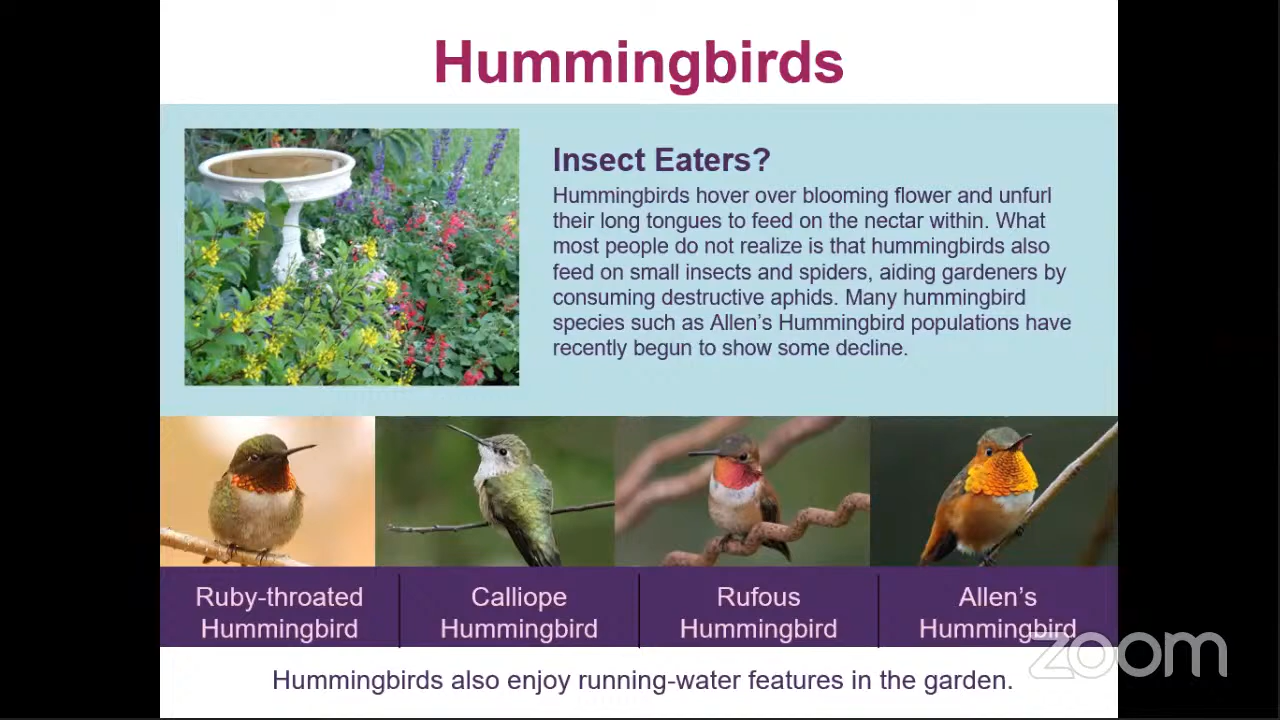 Hummingbirds
Insect Eaters?
Hummingbirds hover over blooming flower and unfurl
their long tongues to feed on the nectar within. What
most people do not realize is that hummingbirds also
feed on small insects and spiders, aiding gardeners by
consuming destructive aphids. Many hummingbird
species such as Allen’s Hummingbird populations have
recently begun to show some decline.
Ruby-throated
Hummingbird
Calliope
Hummingbird
Rufous
Hummingbird
Allen’s
Hummingbird
zoom
Hummingbirds also enjoy running-water features in the garden.